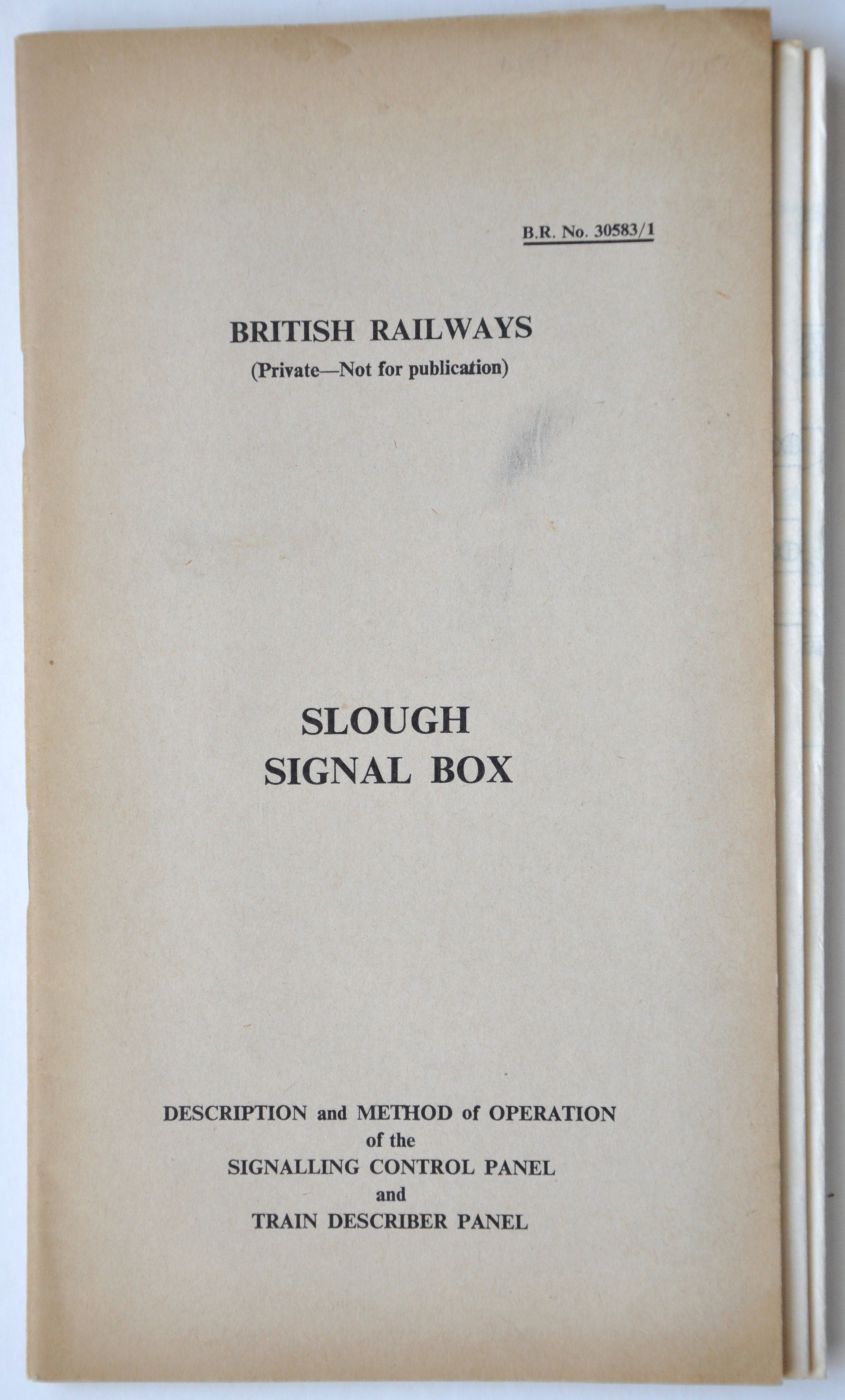 B.R. No. 30583/1
BRITISH RAILWAYS
(Private—Not for publication)
SLOUGH
SIGNAL BOX
DESCRIPTION and METHOD of OPERATION
of the
SIGNALLING CONTROL PANEL
and
TRAIN DESCRIBER PANEL